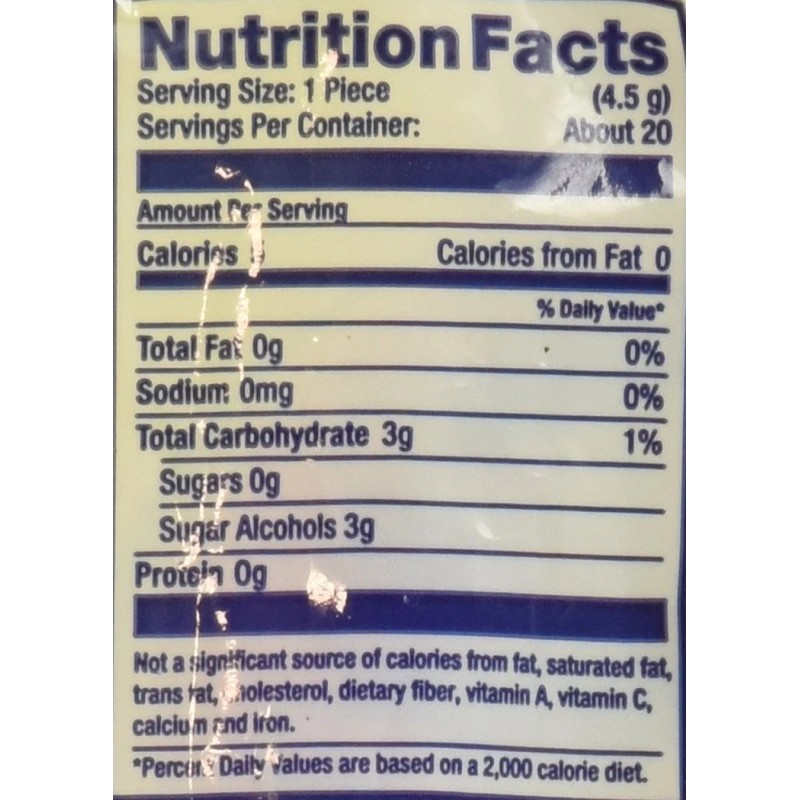 Nutrition Facts
Serving Size: 1 Piece (4.5 g)
Servings Per Container: About 20
Amount Per Serving
Calories Calories from Fat 0
% Daily Value*
Total Fat 0g 0%
Sodium 0mg 0%
Total Carbohydrate 3g 1%
Sugars 0g
Sugar Alcohols 3g
Protein 0g
Not a significant source of calories from fat, saturated fat,
trans fat, cholesterol, dietary fiber, vitamin A, vitamin C,
calcium and iron.
*Percent Daily Values are based on a 2,000 calorie diet.